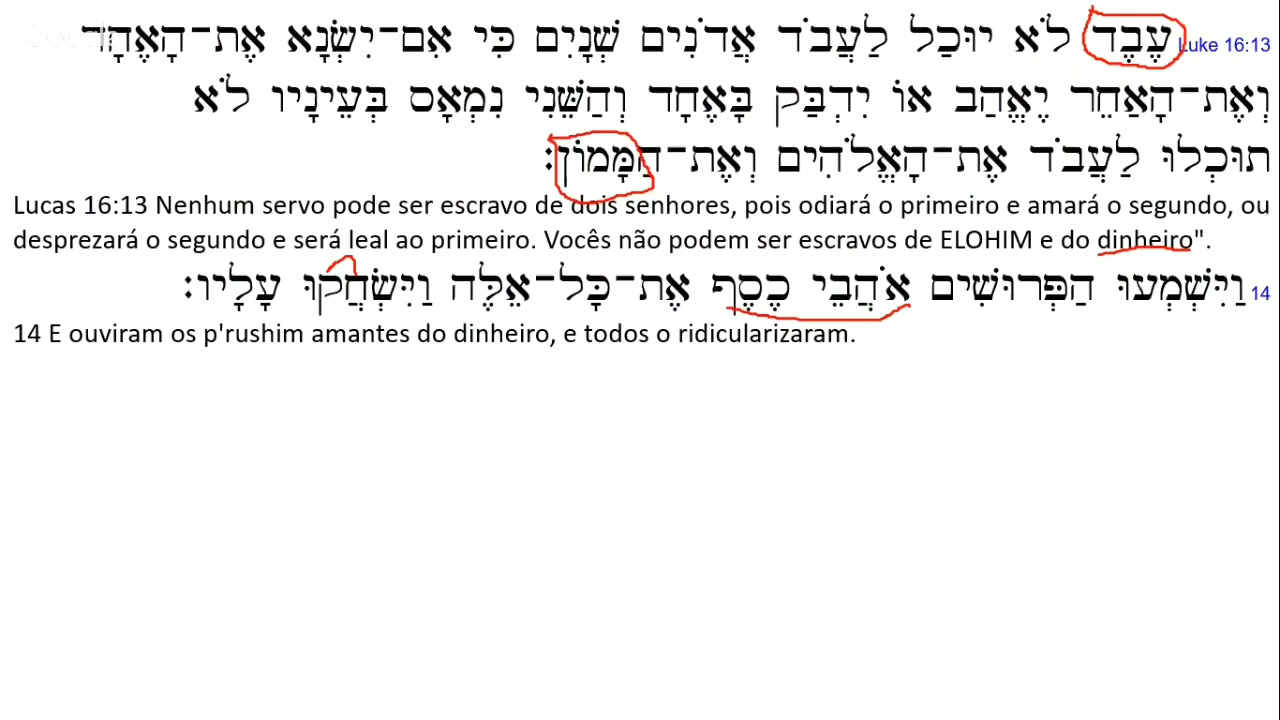 Google
עֶבֶד לֹא יוּכַל לַעֲבֹד אֲדֹנִים שְׁנָיִם כִּי אִם־יִשְׂנָא אֶת־הָאֶחָד Luke 16:13
וְאֶת־הָאַחֵר יֶאֱהַב אוֹ יִדְבַּק בָּאֶחָד וְהַשֵּׁנִי נִמְאָס בְּעֵינָיו לֹא
תוּכְלוּ לַעֲבֹד אֶת־הָאֱלֹהִים וְאֶת־הַמָּמוֹן׃
Lucas 16:13 Nenhum servo pode ser escravo de dois senhores, pois odiará o primeiro e amará o segundo, ou
desprezará o segundo e será leal ao primeiro. Vocês não podem ser escravos de ELOHIM e do dinheiro".
14 וַיִּשְׁמְעוּ הַפְּרוּשִׁים אֹהֲבֵי כֶסֶף אֶת־כָּל־אֵלֶּה וַיִּשְׂחֲקוּ עָלָיו׃
14 E ouviram os p'rushim amantes do dinheiro, e todos o ridicularizaram.